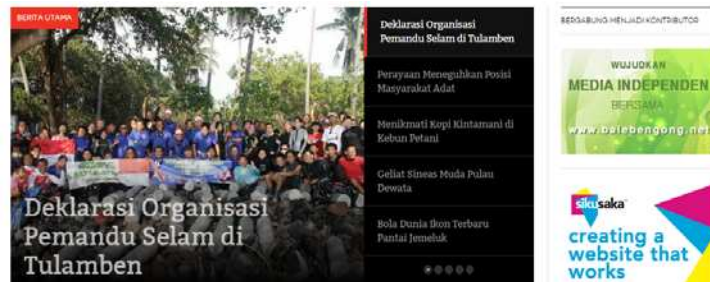 BERITA UTAMA
Deklarasi Organisasi
Pemandu Selam di
Tulamben
Deklarasi Organisasi
Pemandu Selam di Tulamben
Perayaan Meneguhkan Posisi
Masyarakat Adat
Menikmati Kopi Kintamani di
Kebun Petani
Geliat Sineas Muda Pulau
Dewata
Bola Dunia Ikon Terbaru
Pantai Jemeluk
BERGABUNG MENJADI KONTRIBUTOR
WUJUDKAN
MEDIA INDEPENDEN
BERSAMA
www.balebengong.net
sikusaka
creating a
website that
works